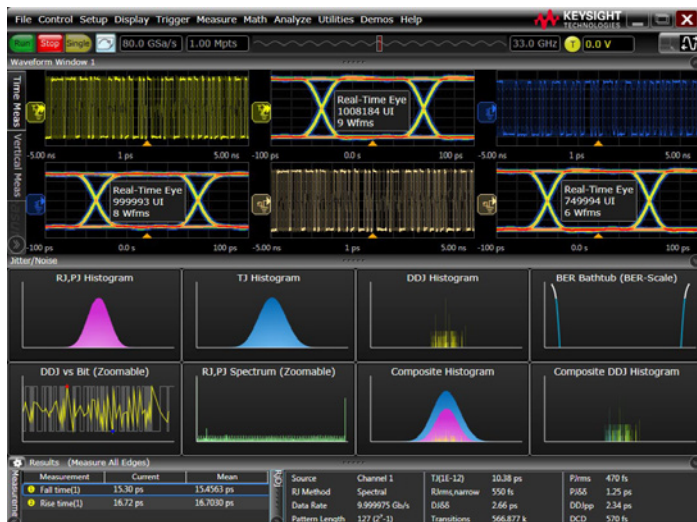 File Control Setup Display Trigger Measure Math Analyze Utilities Demos Help
KEYSIGHT
TECHNOLOGIES
Run Stop Single 80.0 GSa/s 1.00 Mpts 33.0 GHz T 0.0 V
Waveform Window 1
Time Meas
Vertical Meas
Real-Time Eye
1008184 UI
9 Wfms
-5.00 ns 1 ps 5.00 ns -100 ps 0.0 s 100 ps -5.00 ns 1 ps 5.00 ns
Real-Time Eye
999993 UI
8 Wfms
Real-Time Eye
749994 UI
6 Wfms
-100 ps 0.0 s 100 ps -5.00 ns 1 ps 5.00 ns -100 ps 0.0 s 100 ps
Jitter/Noise
RJ,PJ Histogram TJ Histogram DDJ Histogram BER Bathtub (BER-Scale)
DDJ vs Bit (Zoomable) RJ,PJ Spectrum (Zoomable) Composite Histogram Composite DDJ Histogram
Results (Measure All Edges)
Measurement Current Mean
Fall time(1) 15.30 ps 15.4563 ps
Rise time(1) 16.72 ps 16.7030 ps
Source Channel 1 TJ(1E-12) 10.38 ps PJrms 470 fs
RJ Method Spectral RJrms,narrow 550 fs PJδδ 1.25 ps
Data Rate 9.999975 Gb/s DJδδ 2.66 ps DDJpp 2.34 ps
Pattern Length 127 (2⁷-1) Transitions 566.877 k DCD 570 fs